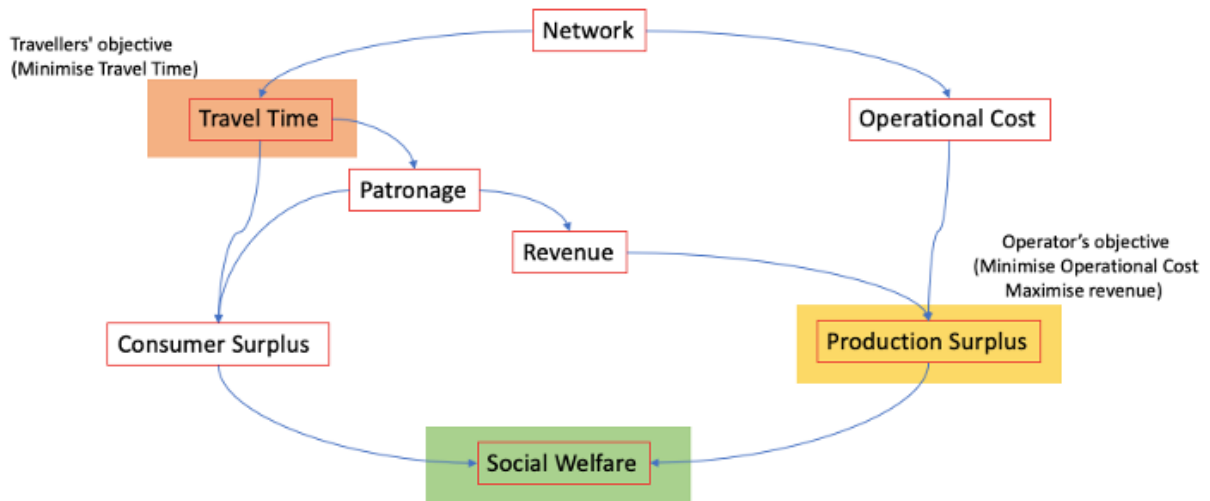 Network
Travellers' objective
(Minimise Travel Time)
Travel Time
Operational Cost
Patronage
Revenue
Operator’s objective
(Minimise Operational Cost
Maximise revenue)
Consumer Surplus
Production Surplus
Social Welfare